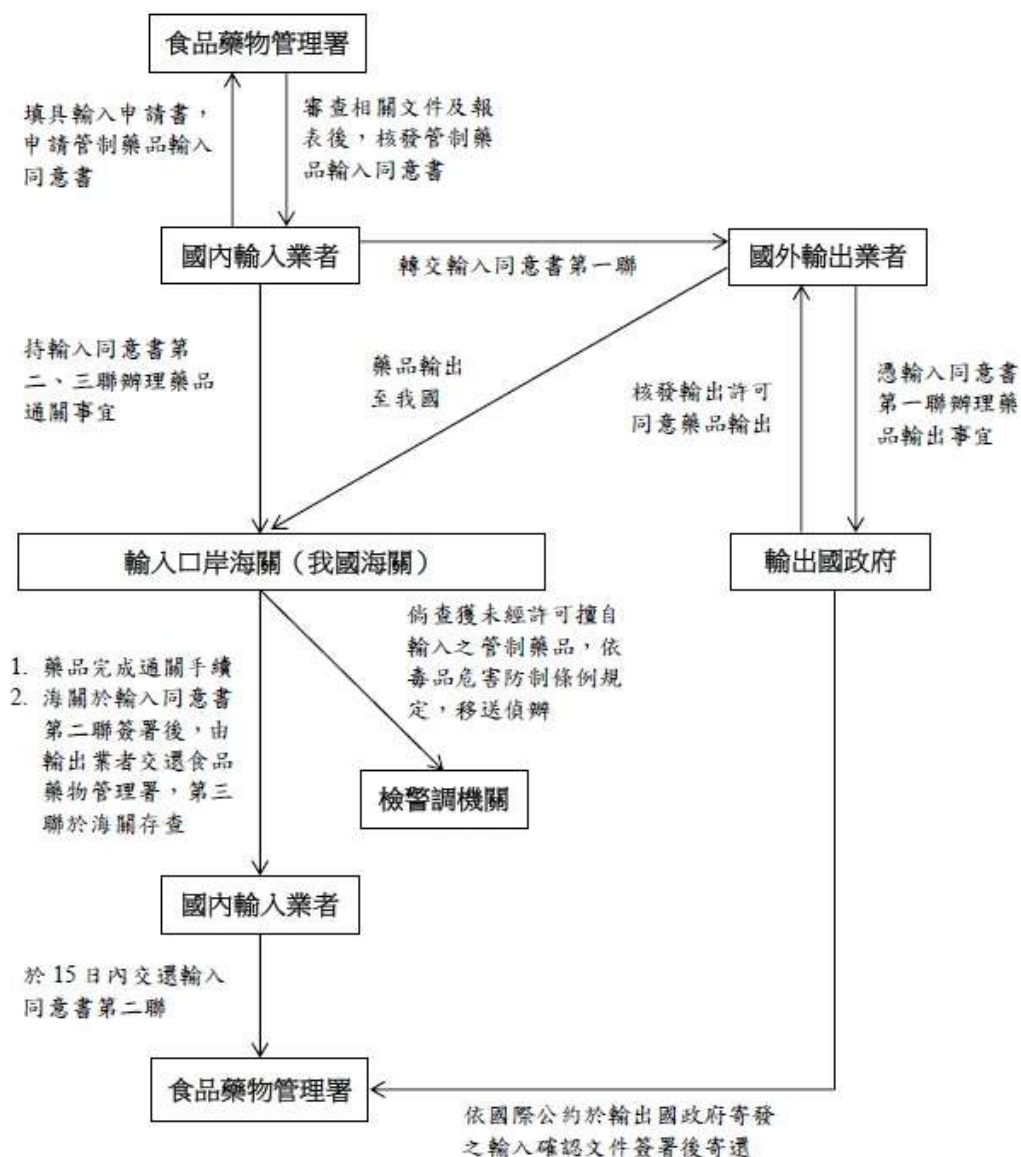 食品藥物管理署
填具輸入申請書，
申請管制藥品輸入
同意書
審查相關文件及報
表後，核發管制藥
品輸入同意書
國內輸入業者
轉交輸入同意書第一聯
國外輸出業者
持輸入同意書第
二、三聯辦理藥品
通關事宜
藥品輸出
至我國
核發輸出許可
同意藥品輸出
憑輸入同意書
第一聯辦理藥
品輸出事宜
輸入口岸海關（我國海關）
輸出國政府
1. 藥品完成通關手續
2. 海關於輸入同意書
第二聯簽署後，由
輸出業者交還食品
藥物管理署，第三
聯於海關存查
倘查獲未經許可擅自
輸入之管制藥品，依
毒品危害防制條例規
定，移送偵辦
檢警調機關
國內輸入業者
於 15 日內交還輸入
同意書第二聯
食品藥物管理署
依國際公約於輸出國政府寄發
之輸入確認文件簽署後寄還